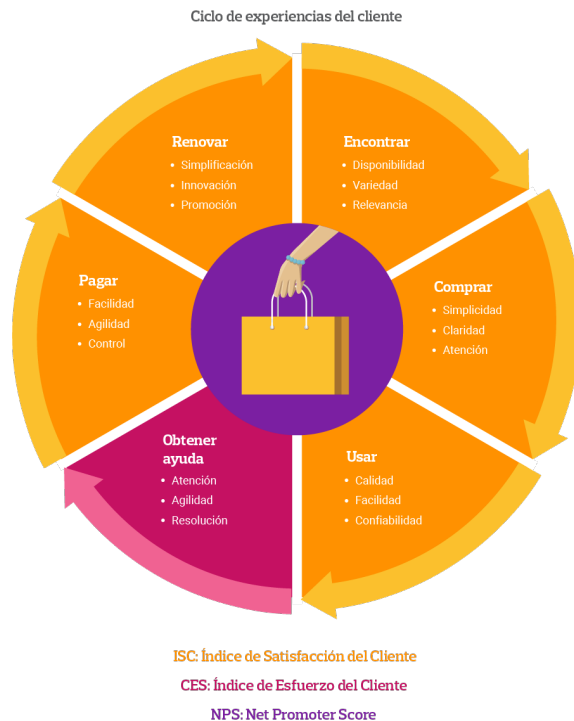 Ciclo de experiencias del cliente
Renovar
• Simplificación
• Innovación
• Promoción
Encontrar
• Disponibilidad
• Variedad
• Relevancia
Comprar
• Simplicidad
• Claridad
• Atención
Usar
• Calidad
• Facilidad
• Confiabilidad
Obtener
ayuda
• Atención
• Agilidad
• Resolución
Pagar
• Facilidad
• Agilidad
• Control
ISC: Índice de Satisfacción del Cliente
CES: Índice de Esfuerzo del Cliente
NPS: Net Promoter Score